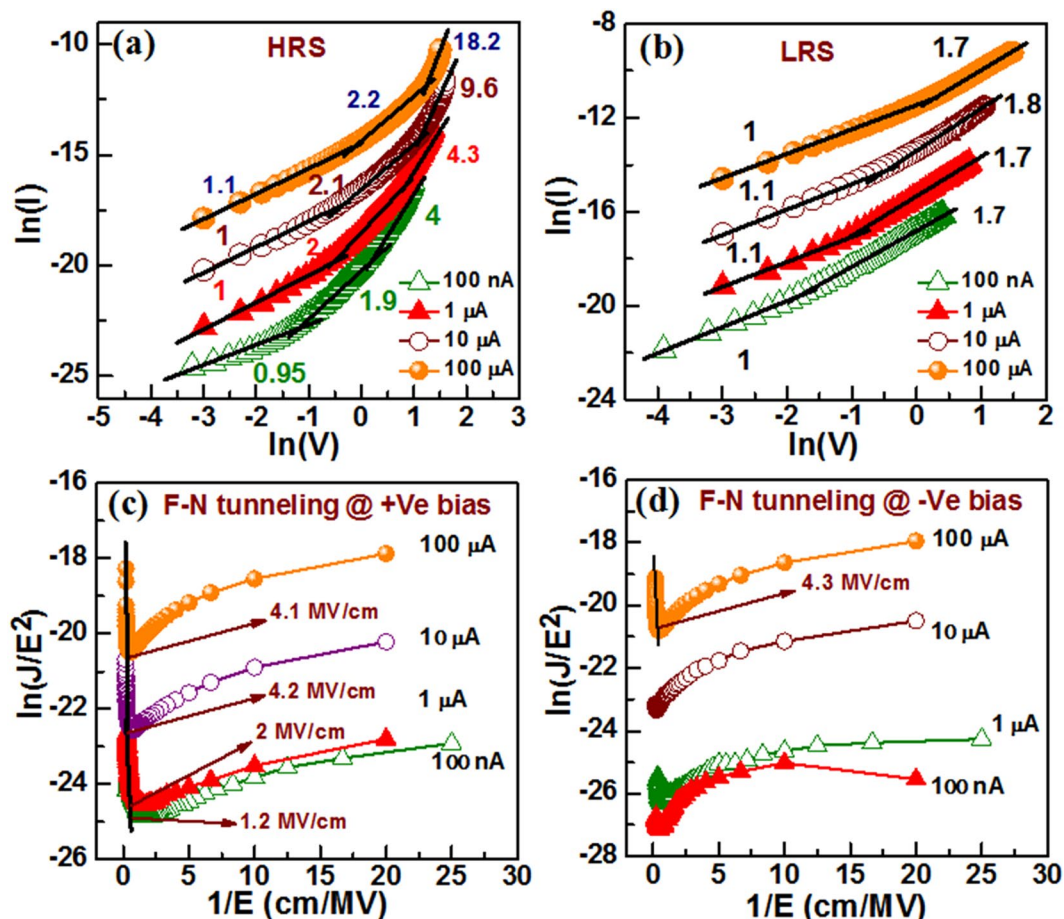 (a)
HRS
18.2
9.6
4.3
4
2.2
2.1
2
1.9
1.1
1
1
0.95
100 nA
1 µA
10 µA
100 µA
-10
-15
-20
-25
ln(I)
-5 -4 -3 -2 -1 0 1 2 3
ln(V)
(b)
LRS
1.7
1.8
1.7
1.7
1
1.1
1.1
1
100 nA
1 µA
10 µA
100 µA
-8
-12
-16
-20
-24
ln(I)
-4 -3 -2 -1 0 1 2
ln(V)
(c) F-N tunneling @ +Ve bias
100 µA
4.1 MV/cm
10 µA
4.2 MV/cm
1 µA
2 MV/cm
100 nA
1.2 MV/cm
-16
-18
-20
-22
-24
-26
ln(J/E²)
0 5 10 15 20 25 30
1/E (cm/MV)
(d) F-N tunneling @ -Ve bias
100 µA
4.3 MV/cm
10 µA
1 µA
100 nA
-16
-18
-20
-22
-24
-26
-28
ln(J/E²)
0 5 10 15 20 25 30
1/E (cm/MV)